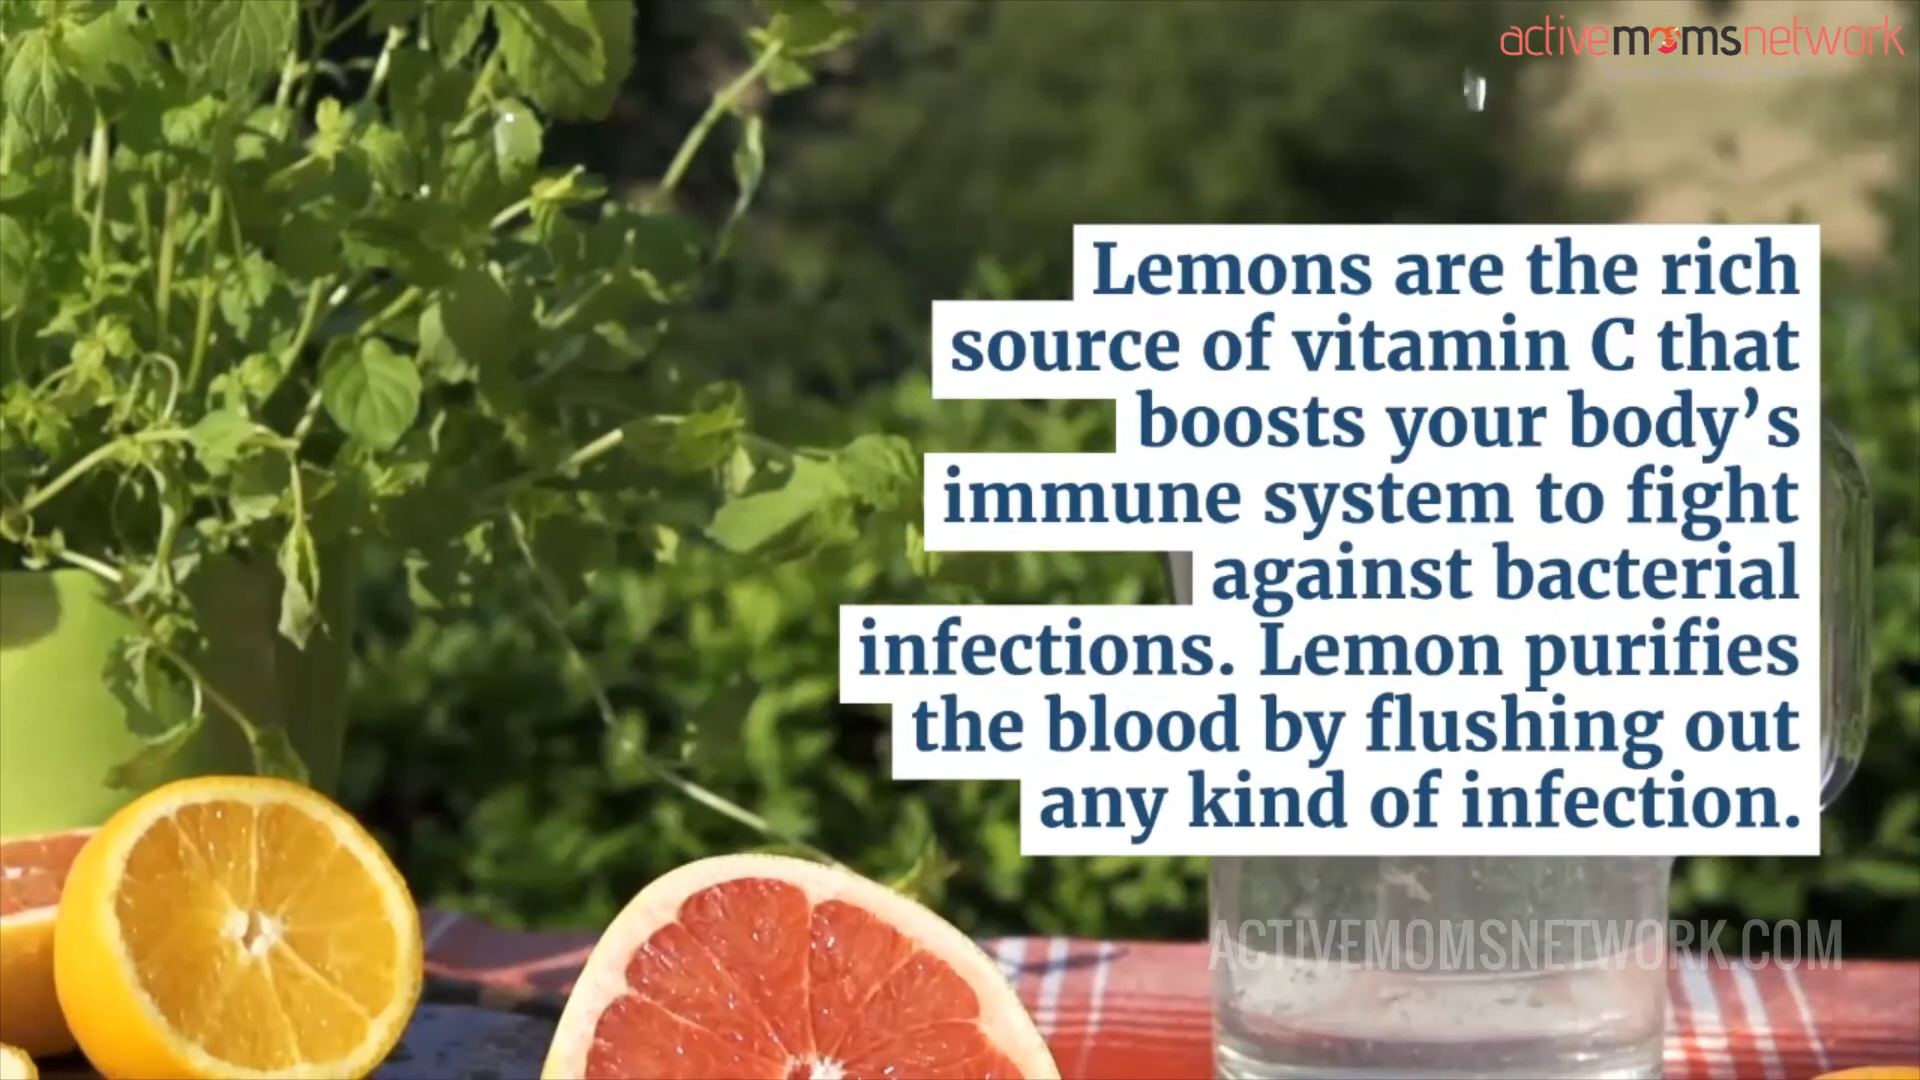 activemomsnetwork
Lemons are the rich
source of vitamin C that
boosts your body’s
immune system to fight
against bacterial
infections. Lemon purifies
the blood by flushing out
any kind of infection.
ACTIVEMOMSNETWORK.COM